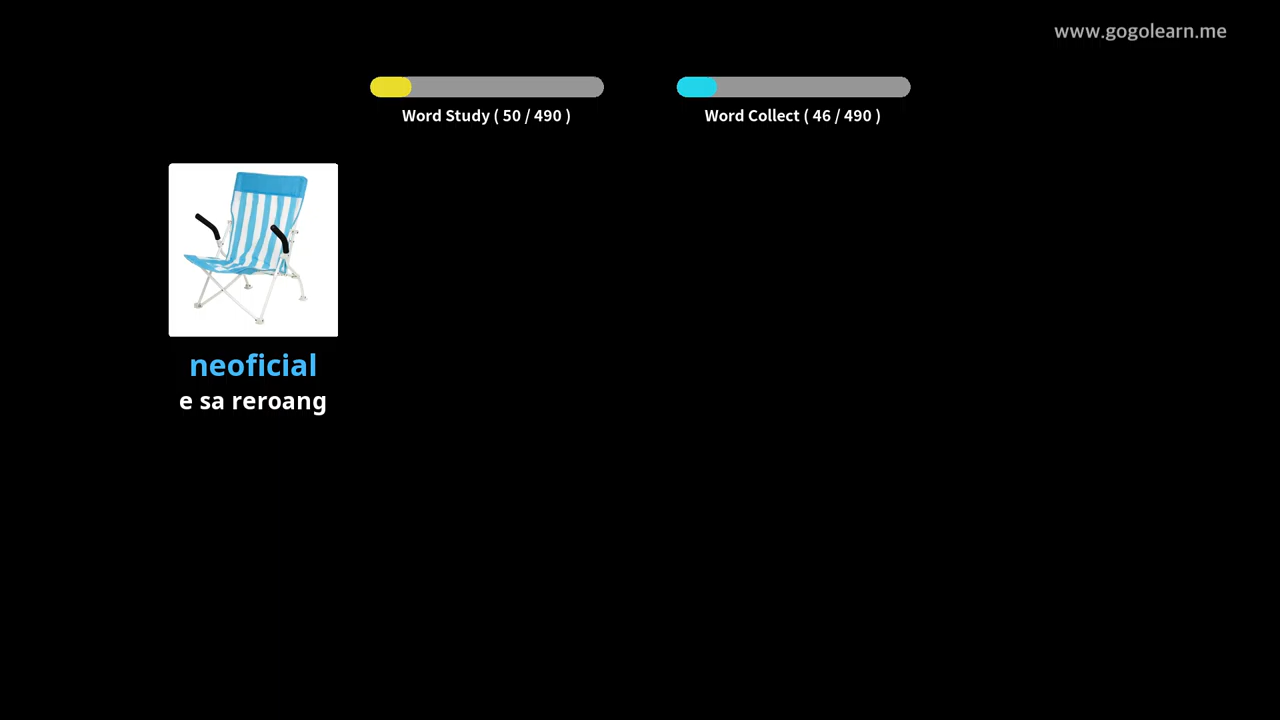 www.gogolearn.me
Word Study ( 50 / 490 )
Word Collect ( 46 / 490 )
neoficial
e sa reroang